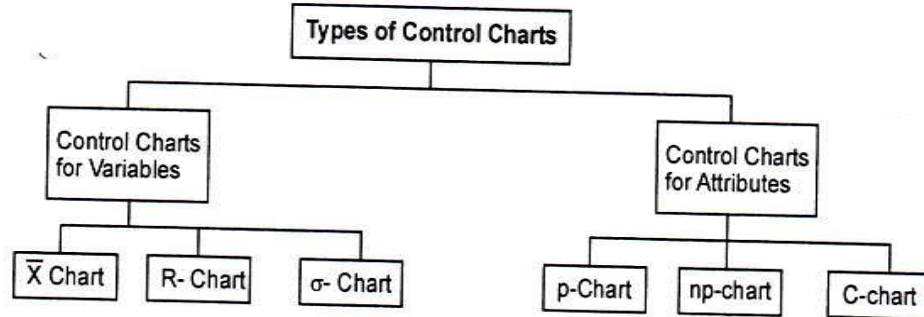 Types of Control Charts
Control Charts
for Variables
Control Charts
for Attributes
X̅ Chart
R- Chart
σ- Chart
p-Chart
np-chart
C-chart